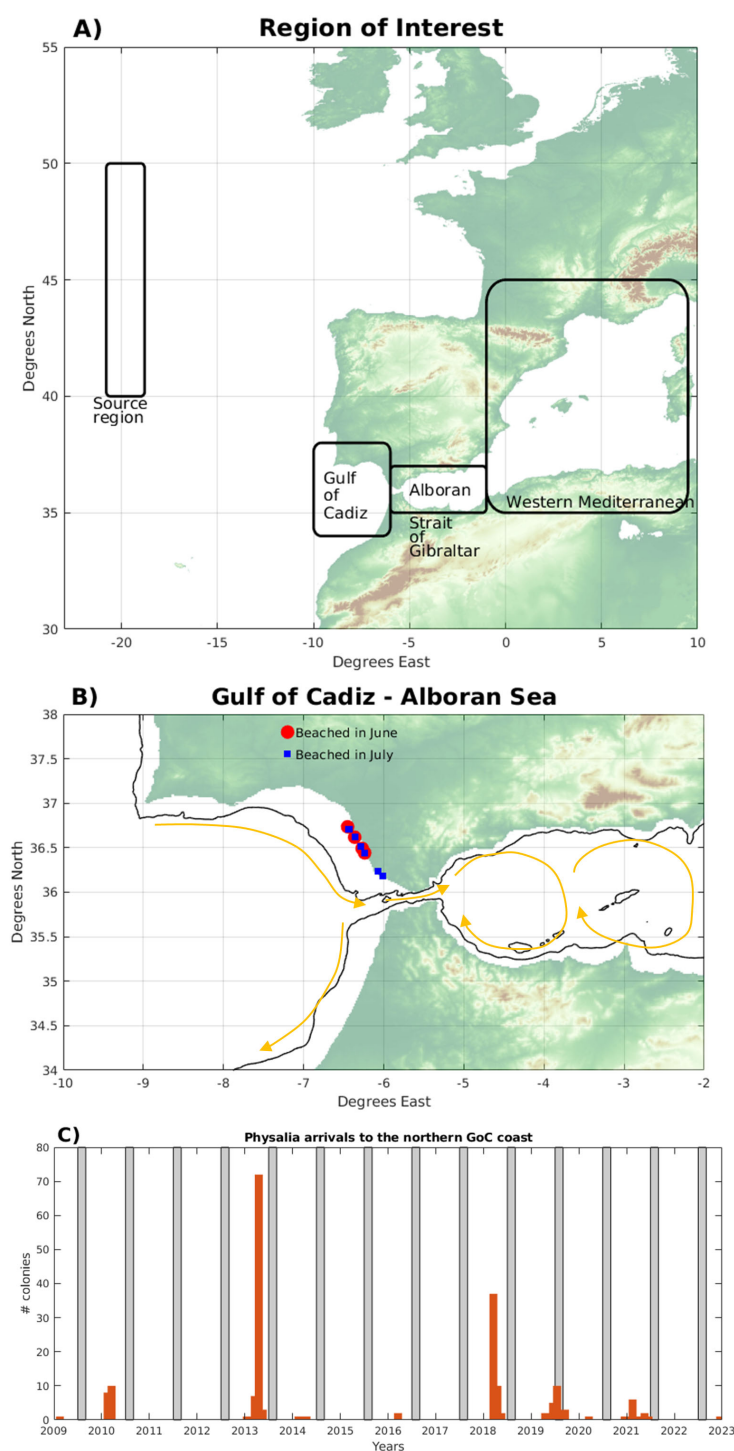 A)
Region of Interest
55
50
45
40
35
30
Degrees North
Source
region
Gulf
of
Cadiz
Alboran
Strait
of
Gibraltar
Western Mediterranean
-20
-10
-5
0
5
10
Degrees East
B)
Gulf of Cadiz - Alboran Sea
38
37.5
37
36.5
36
35.5
35
34.5
34
Degrees North
Beached in June
Beached in July
-10
-9
-8
-7
-6
-5
-4
-3
-2
Degrees East
C)
Physalia arrivals to the northern GoC coast
80
70
60
50
40
30
20
10
0
# colonies
2009
2010
2011
2012
2013
2014
2015
2016
2017
2018
2019
2020
2021
2022
2023
Years